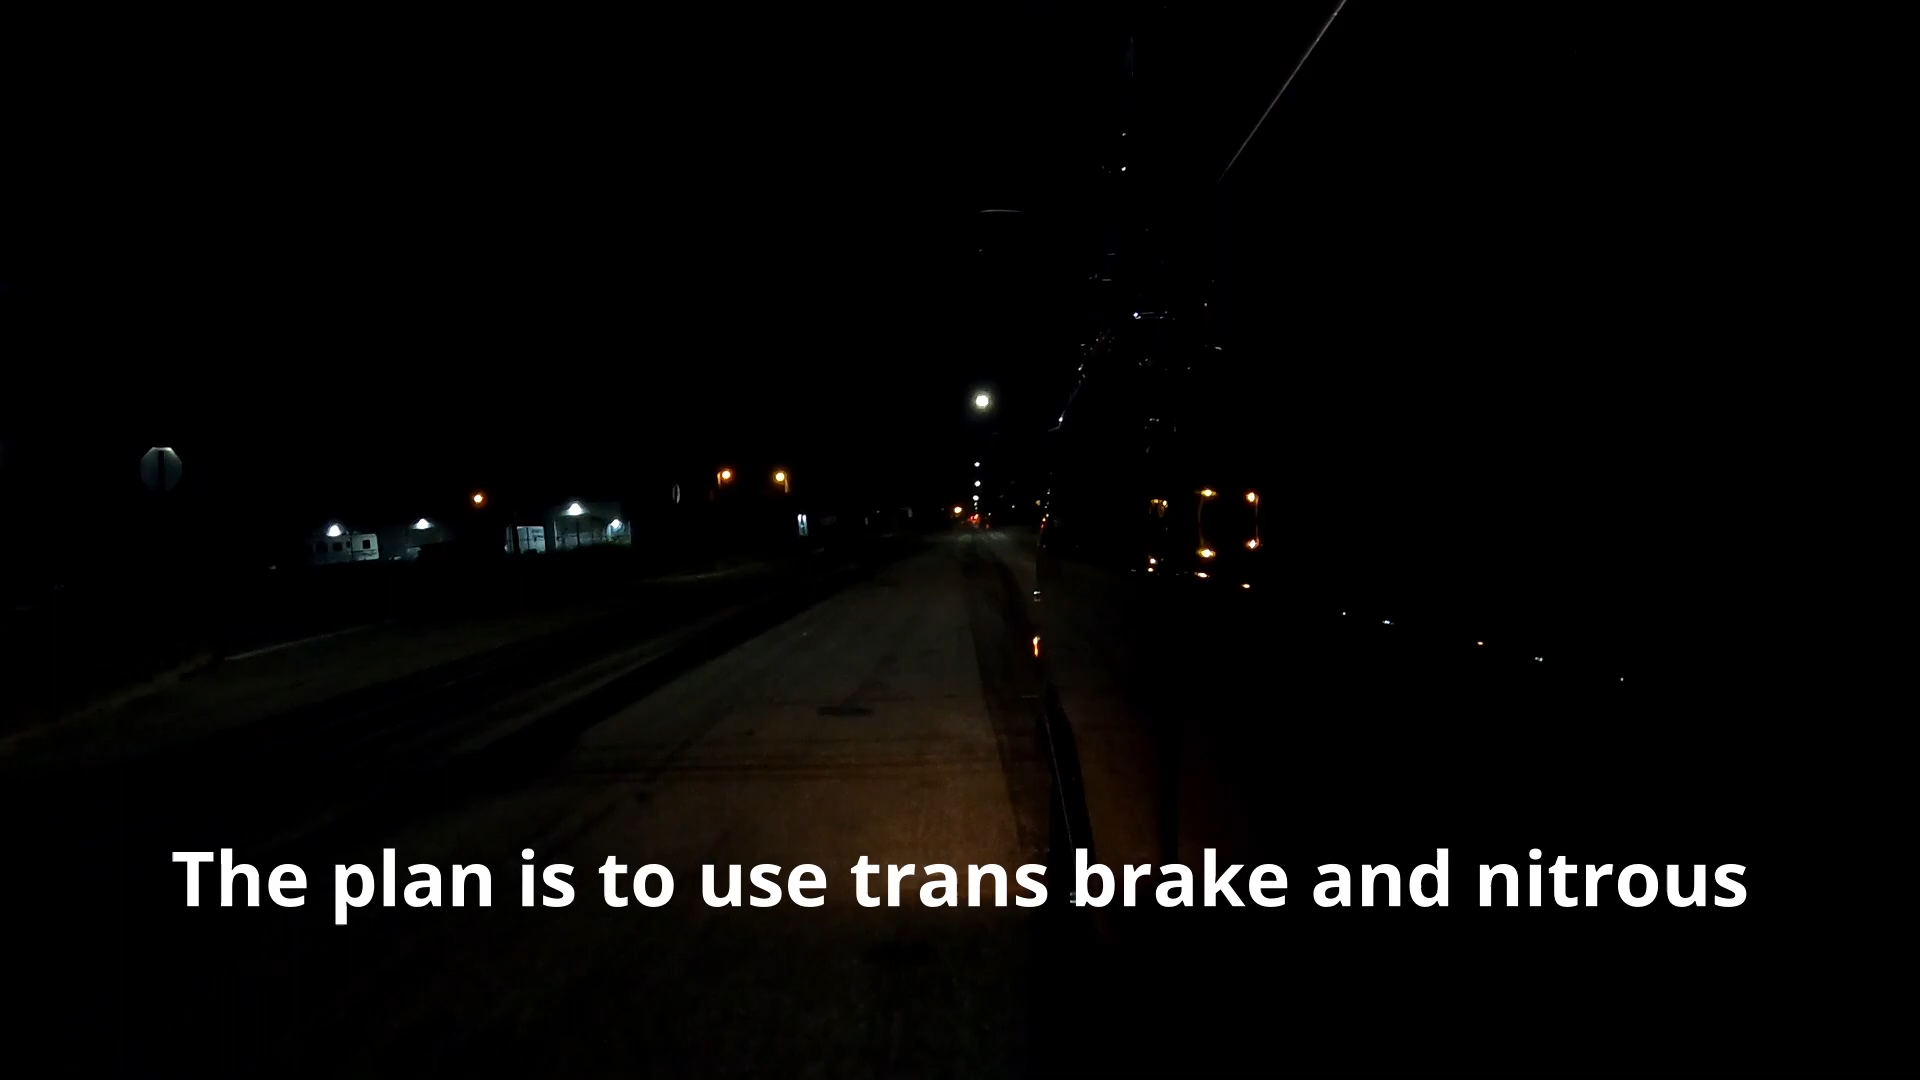 The plan is to use trans brake and nitrous